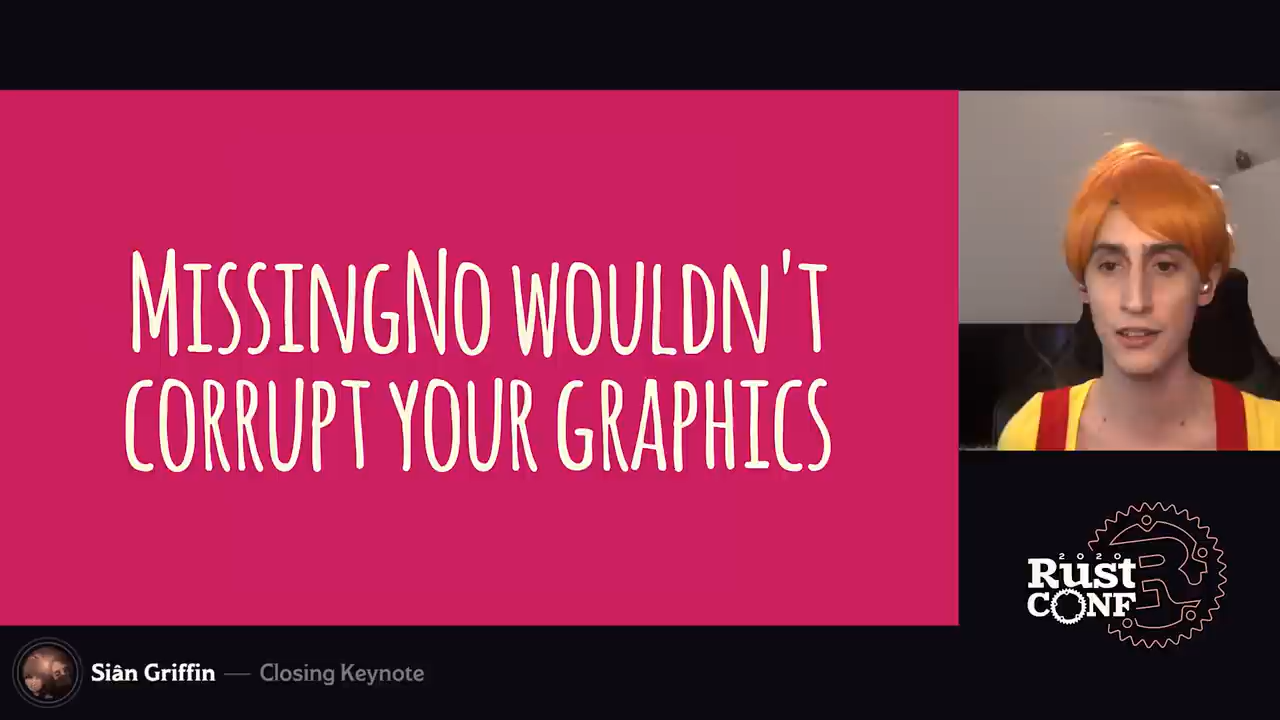 MISSINGNO WOULDN'T
CORRUPT YOUR GRAPHICS
2020
Rust
CONF
R
Siân Griffin — Closing Keynote